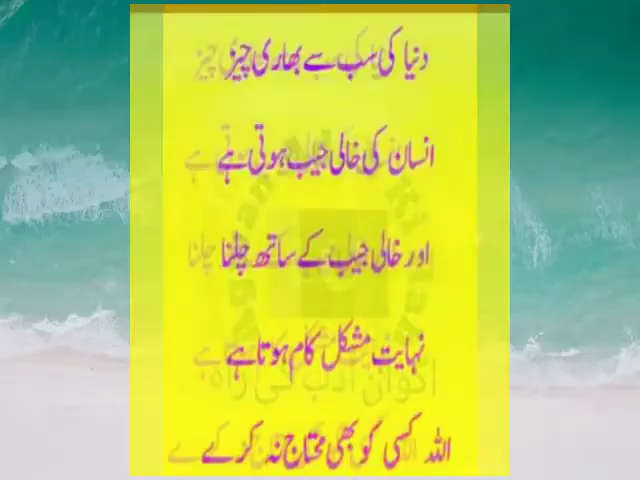 دنیا کی سب سے بھاری چیز
انسان کی خالی جیب ہوتی ہے
اور خالی جیب کے ساتھ چلنا
نہایت مشکل کام ہوتا ہے
اللہ کسی کو بھی محتاج نہ کرے